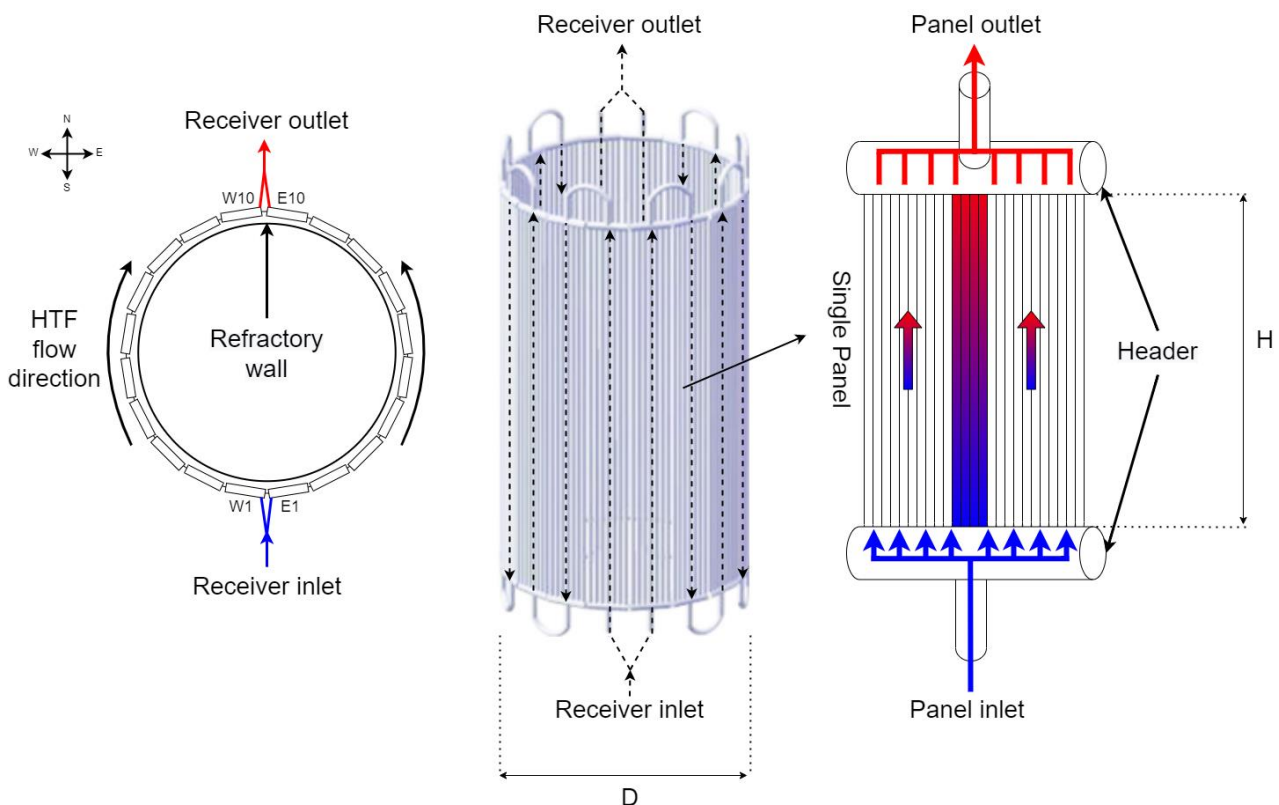 N
W
E
S
Receiver outlet
W10
E10
HTF
flow
direction
Refractory
wall
W1
E1
Receiver inlet
Receiver outlet
Receiver inlet
D
Panel outlet
Single Panel
Header
H
Panel inlet